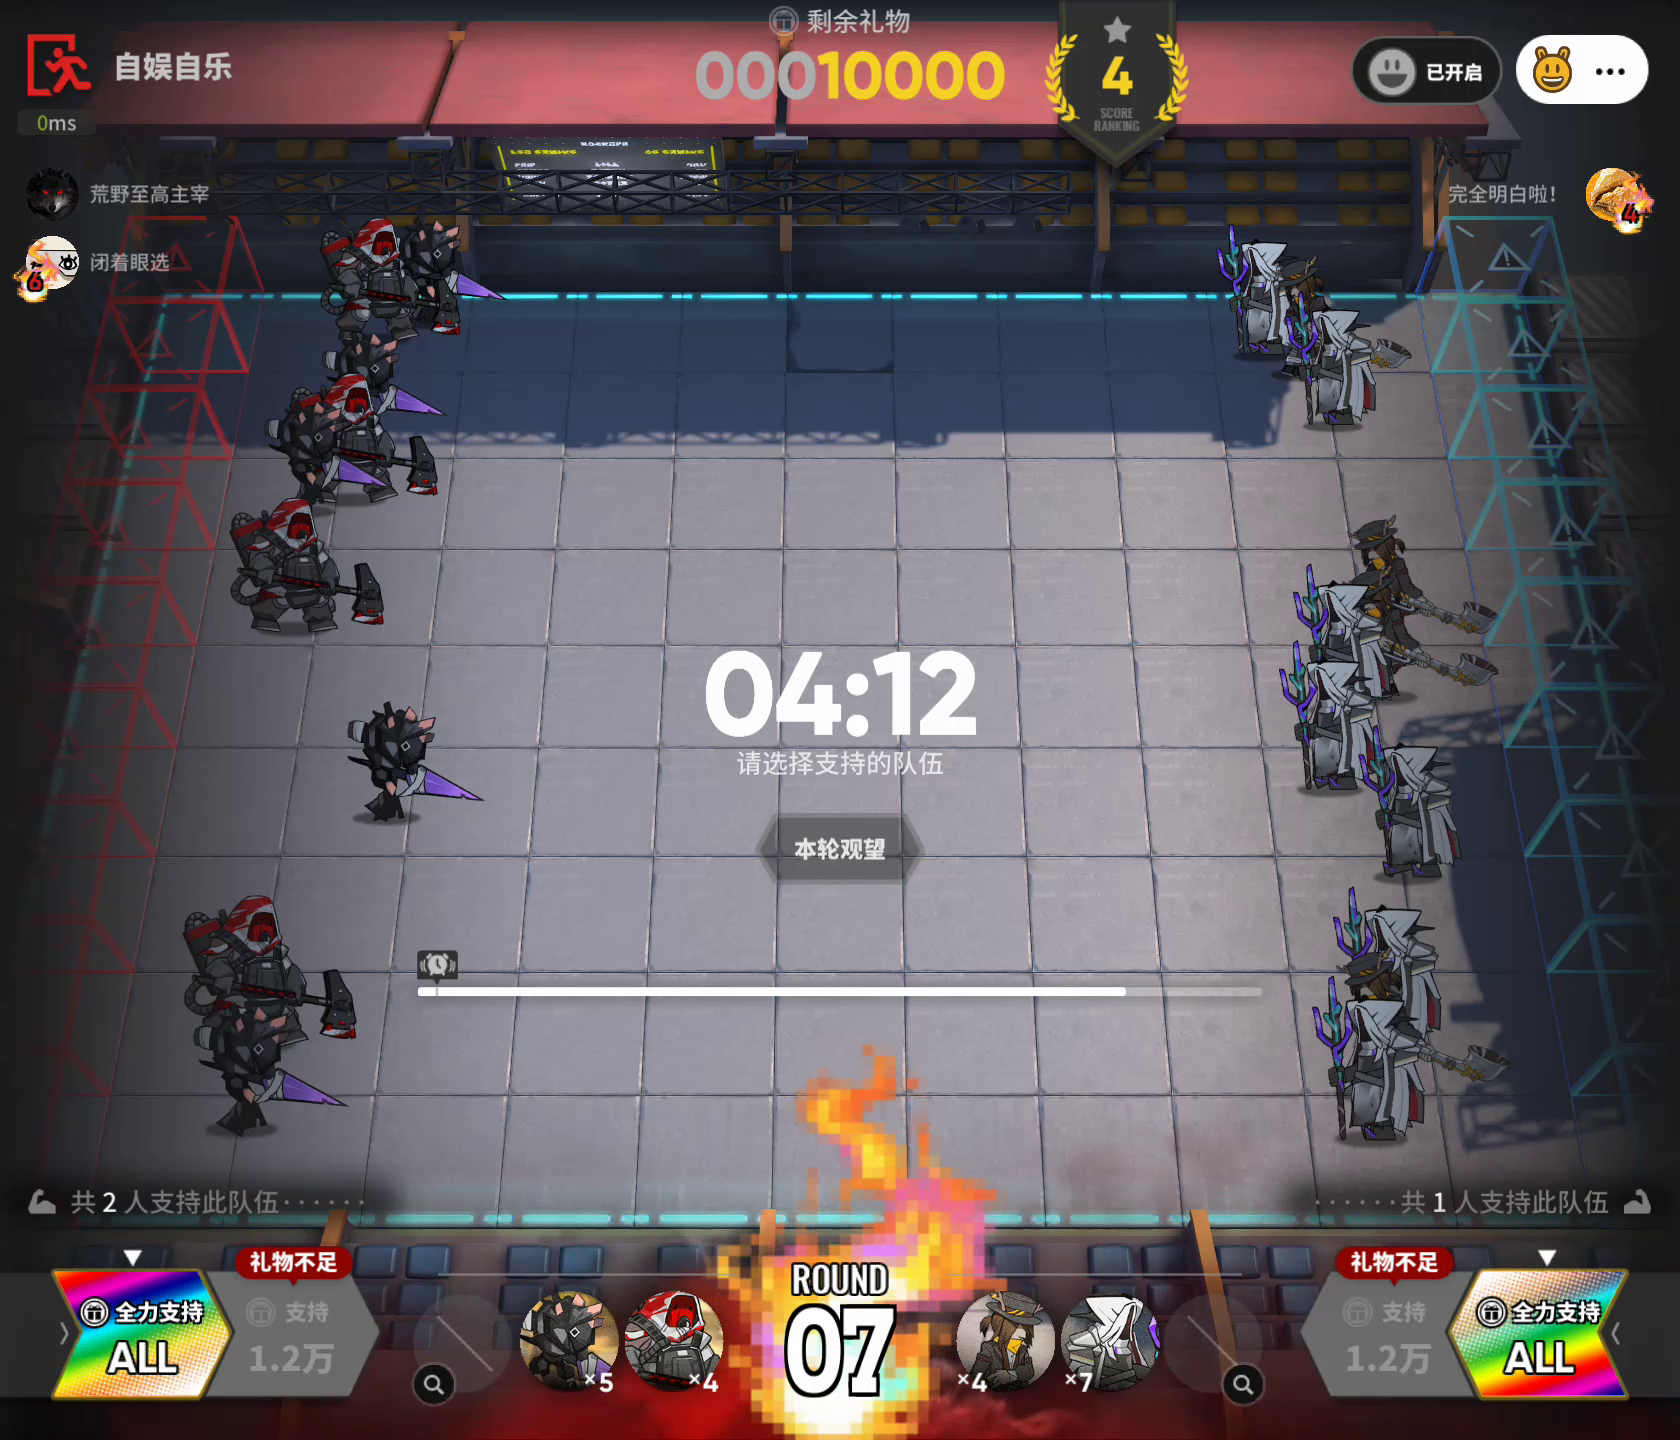 剩余礼物
自娱自乐
00010000
4
SCORE
RANKING
已开启
0ms
荒野至高主宰
完全明白啦!
4
闭着眼选
6
04:12
请选择支持的队伍
本轮观望
共 2 人支持此队伍······
······共 1 人支持此队伍
礼物不足
礼物不足
全力支持
ALL
支持
1.2万
×5
×4
ROUND
07
×4
×7
支持
1.2万
全力支持
ALL